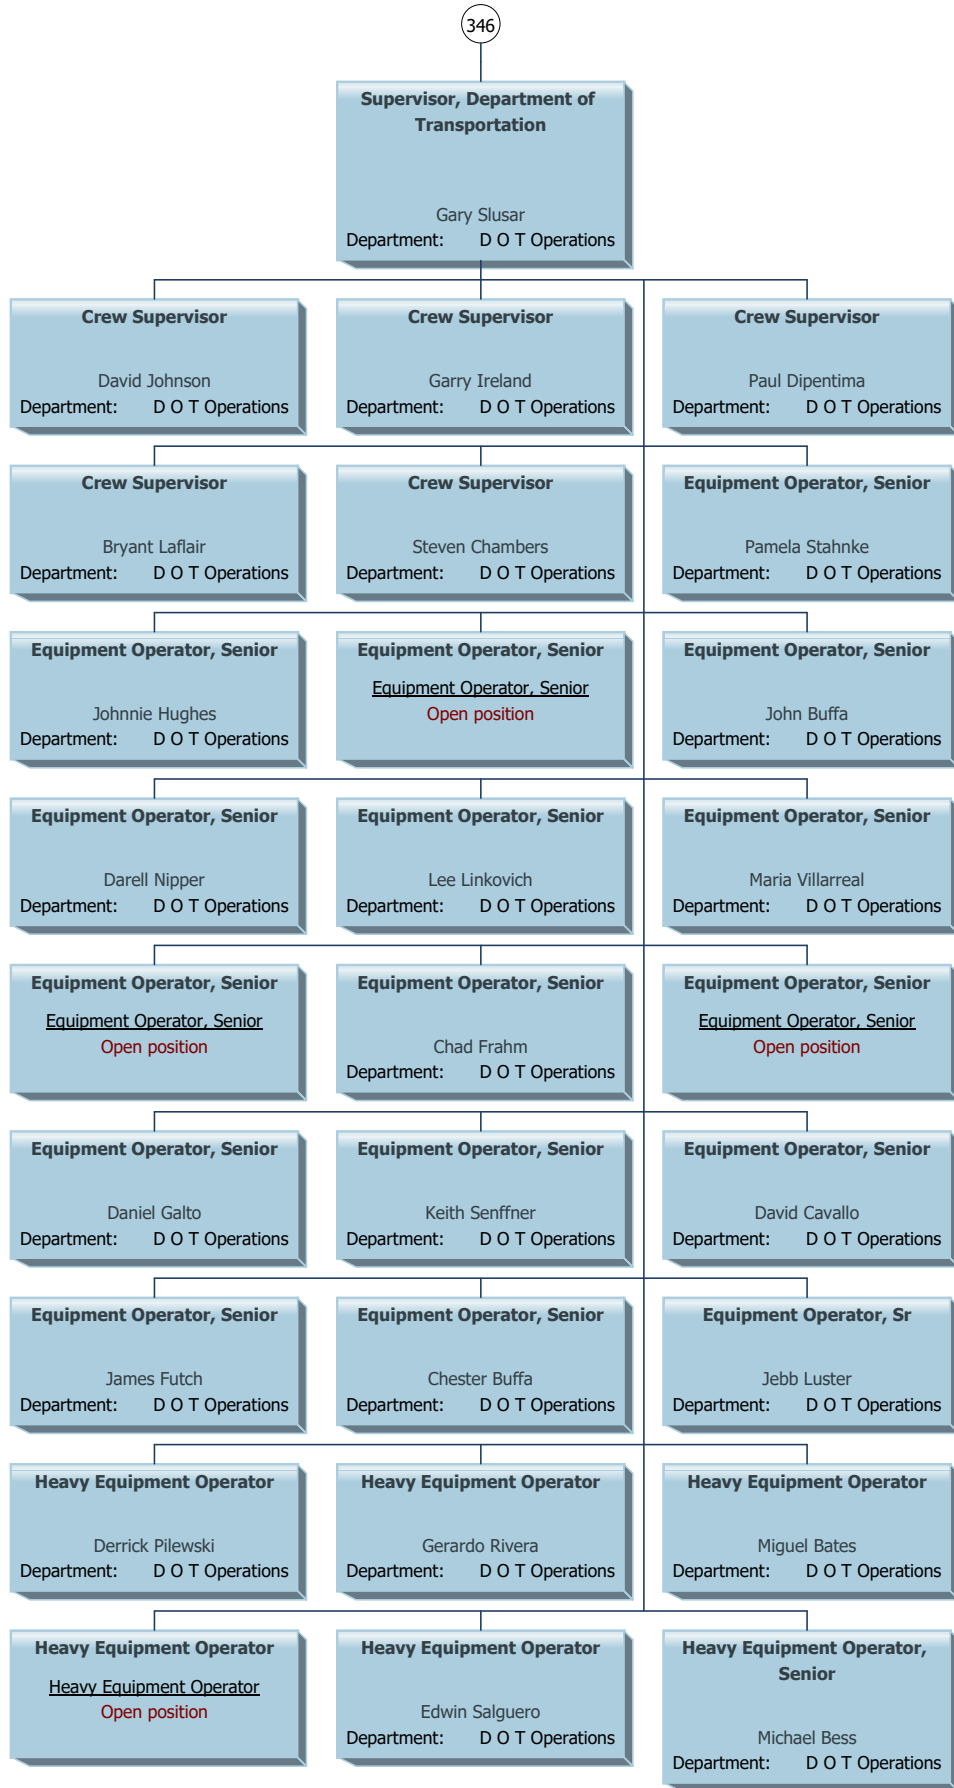 346
Supervisor, Department of
Transportation
Gary Slusar
Department: D O T Operations
Crew Supervisor
David Johnson
Department: D O T Operations
Crew Supervisor
Garry Ireland
Department: D O T Operations
Crew Supervisor
Paul Dipentima
Department: D O T Operations
Crew Supervisor
Bryant Laflair
Department: D O T Operations
Crew Supervisor
Steven Chambers
Department: D O T Operations
Equipment Operator, Senior
Pamela Stahnke
Department: D O T Operations
Equipment Operator, Senior
Johnnie Hughes
Department: D O T Operations
Equipment Operator, Senior
Equipment Operator, Senior
Open position
Equipment Operator, Senior
John Buffa
Department: D O T Operations
Equipment Operator, Senior
Darell Nipper
Department: D O T Operations
Equipment Operator, Senior
Lee Linkovich
Department: D O T Operations
Equipment Operator, Senior
Maria Villarreal
Department: D O T Operations
Equipment Operator, Senior
Equipment Operator, Senior
Open position
Equipment Operator, Senior
Chad Frahm
Department: D O T Operations
Equipment Operator, Senior
Equipment Operator, Senior
Open position
Equipment Operator, Senior
Daniel Galto
Department: D O T Operations
Equipment Operator, Senior
Keith Senffner
Department: D O T Operations
Equipment Operator, Senior
David Cavallo
Department: D O T Operations
Equipment Operator, Senior
James Futch
Department: D O T Operations
Equipment Operator, Senior
Chester Buffa
Department: D O T Operations
Equipment Operator, Sr
Jebb Luster
Department: D O T Operations
Heavy Equipment Operator
Derrick Pilewski
Department: D O T Operations
Heavy Equipment Operator
Gerardo Rivera
Department: D O T Operations
Heavy Equipment Operator
Miguel Bates
Department: D O T Operations
Heavy Equipment Operator
Heavy Equipment Operator
Open position
Heavy Equipment Operator
Edwin Salguero
Department: D O T Operations
Heavy Equipment Operator,
Senior
Michael Bess
Department: D O T Operations